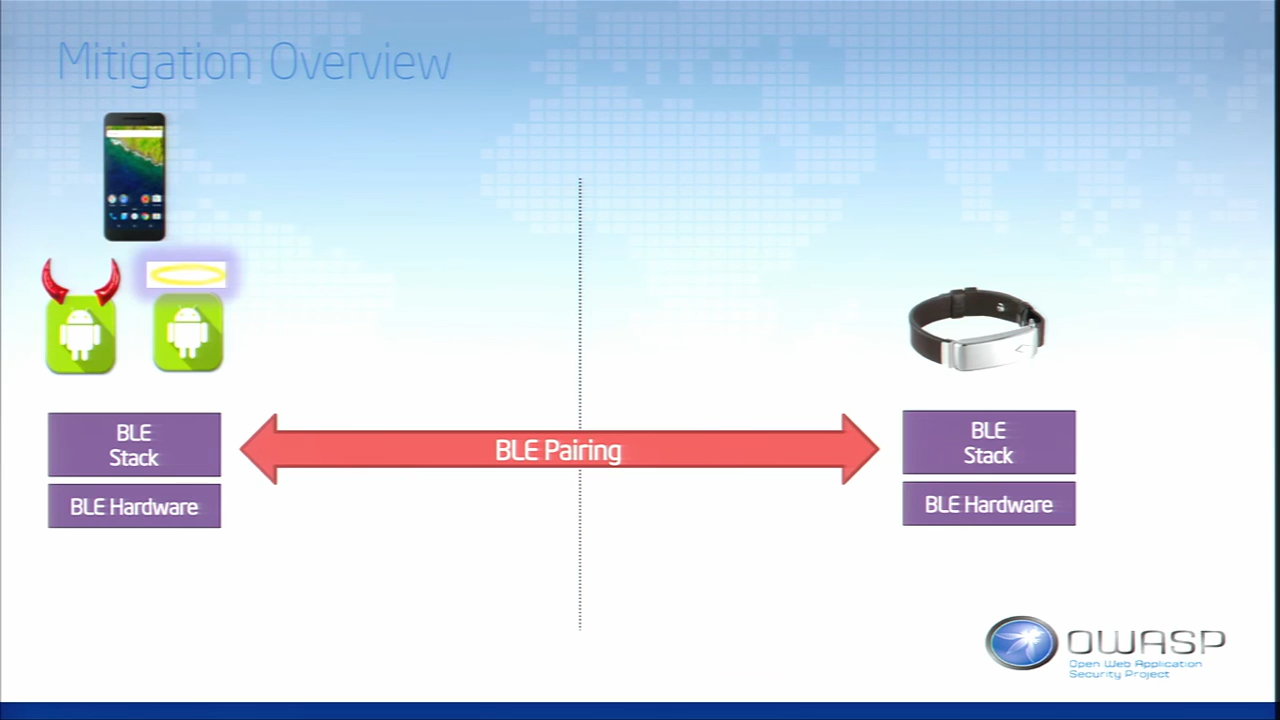 Mitigation Overview
BLE
Stack
BLE Hardware
BLE Pairing
BLE
Stack
BLE Hardware
OWASP
Open Web Application
Security Project